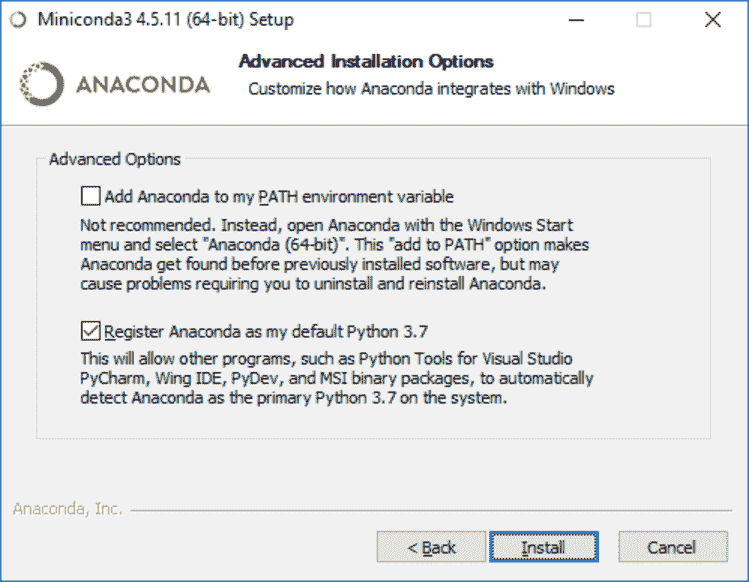 Miniconda3 4.5.11 (64-bit) Setup
Advanced Installation Options
Customize how Anaconda integrates with Windows
ANACONDA
Advanced Options
Add Anaconda to my PATH environment variable
Not recommended. Instead, open Anaconda with the Windows Start
menu and select "Anaconda (64-bit)". This "add to PATH" option makes
Anaconda get found before previously installed software, but may
cause problems requiring you to uninstall and reinstall Anaconda.
Register Anaconda as my default Python 3.7
This will allow other programs, such as Python Tools for Visual Studio
PyCharm, Wing IDE, PyDev, and MSI binary packages, to automatically
detect Anaconda as the primary Python 3.7 on the system.
Anaconda, Inc.
< Back
Install
Cancel